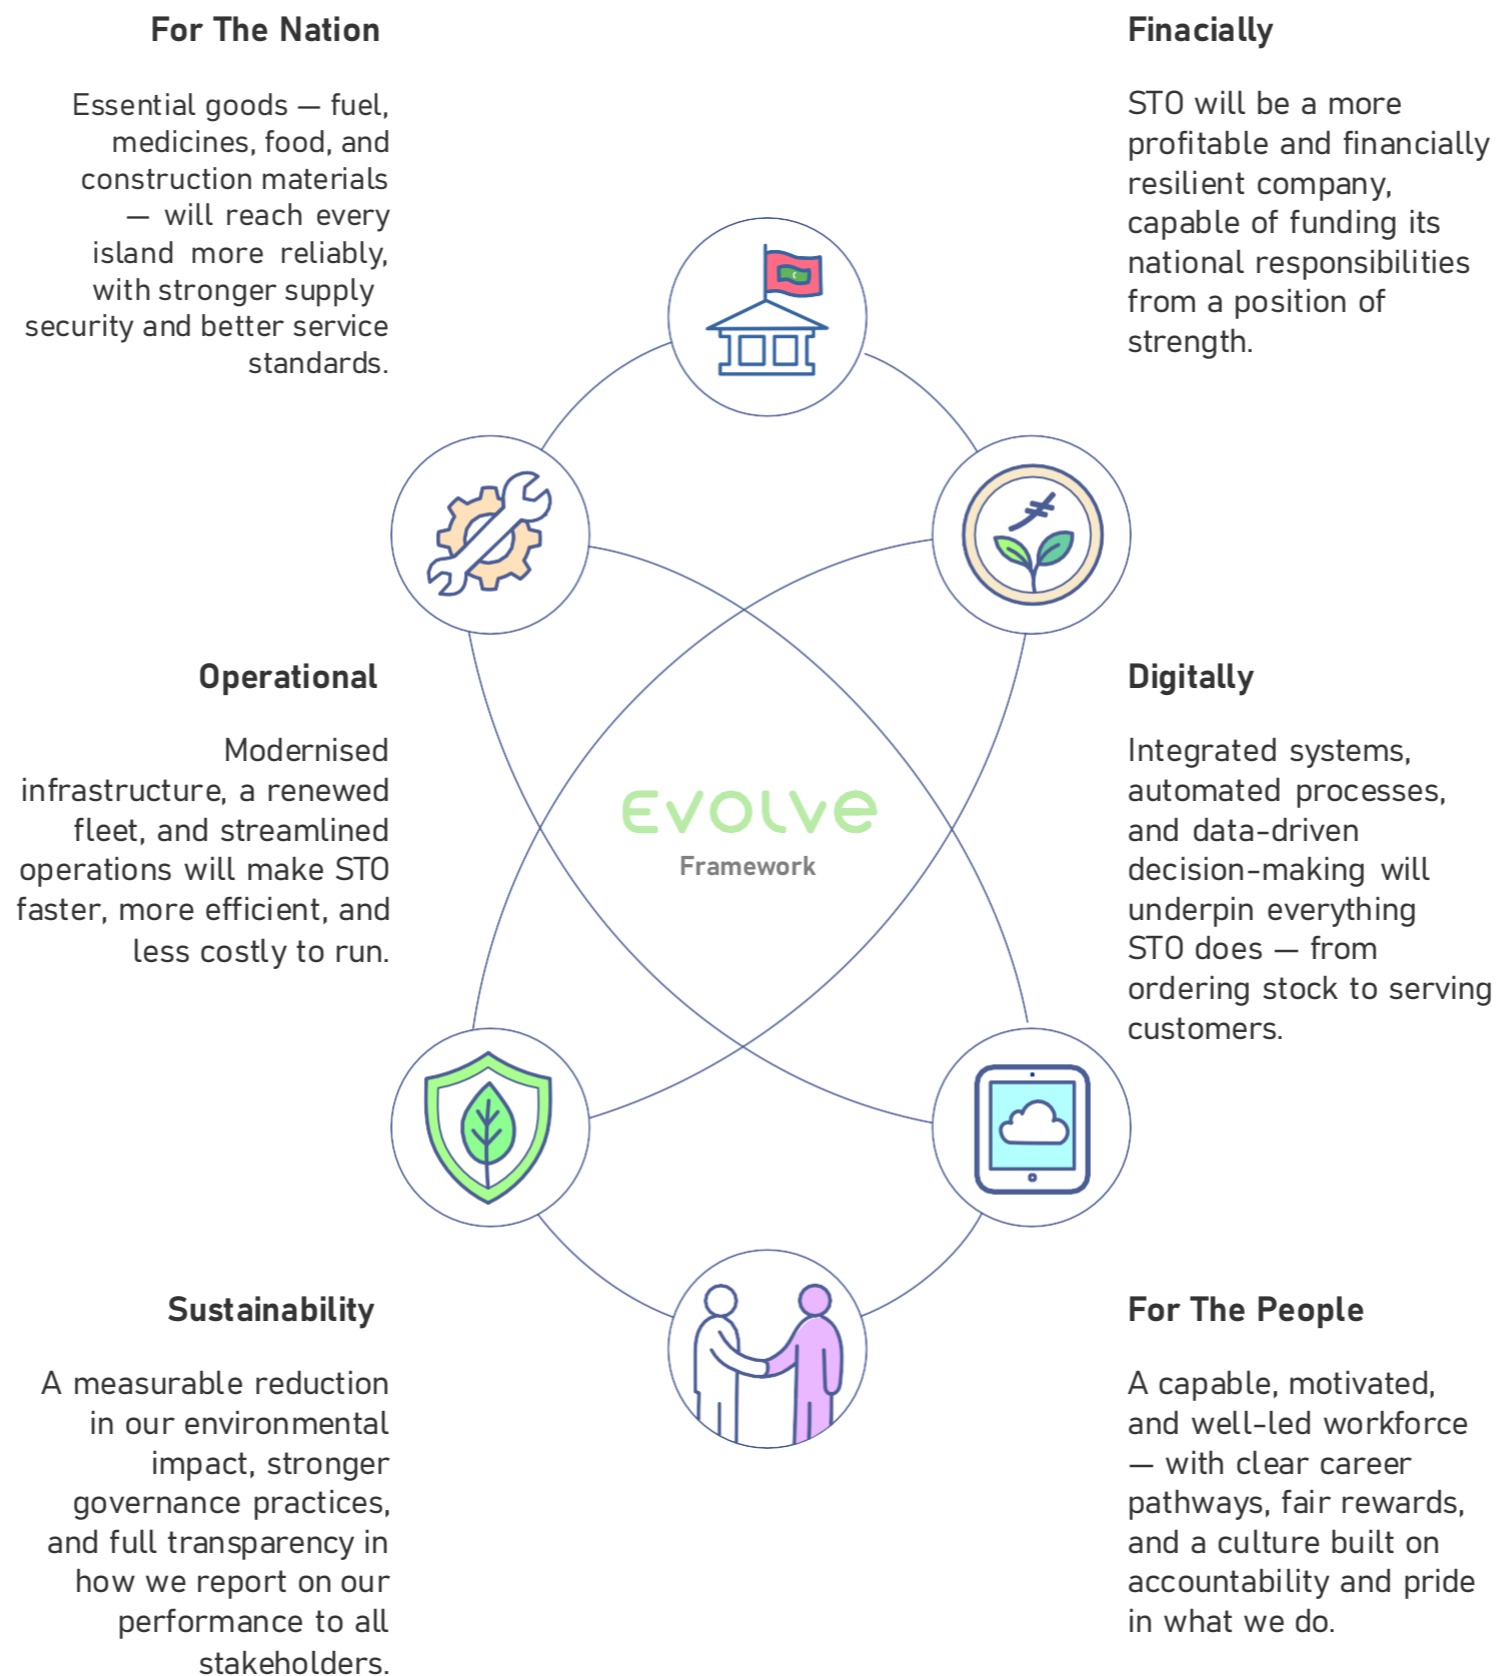 For The Nation
Essential goods — fuel,
medicines, food, and
construction materials
— will reach every
island more reliably,
with stronger supply
security and better service
standards.
Finacially
STO will be a more
profitable and financially
resilient company,
capable of funding its
national responsibilities
from a position of
strength.
Operational
Modernised
infrastructure, a renewed
fleet, and streamlined
operations will make STO
faster, more efficient, and
less costly to run.
EVOLVE
Framework
Digitally
Integrated systems,
automated processes,
and data-driven
decision-making will
underpin everything
STO does — from
ordering stock to serving
customers.
Sustainability
A measurable reduction
in our environmental
impact, stronger
governance practices,
and full transparency in
how we report on our
performance to all
stakeholders.
For The People
A capable, motivated,
and well-led workforce
— with clear career
pathways, fair rewards,
and a culture built on
accountability and pride
in what we do.